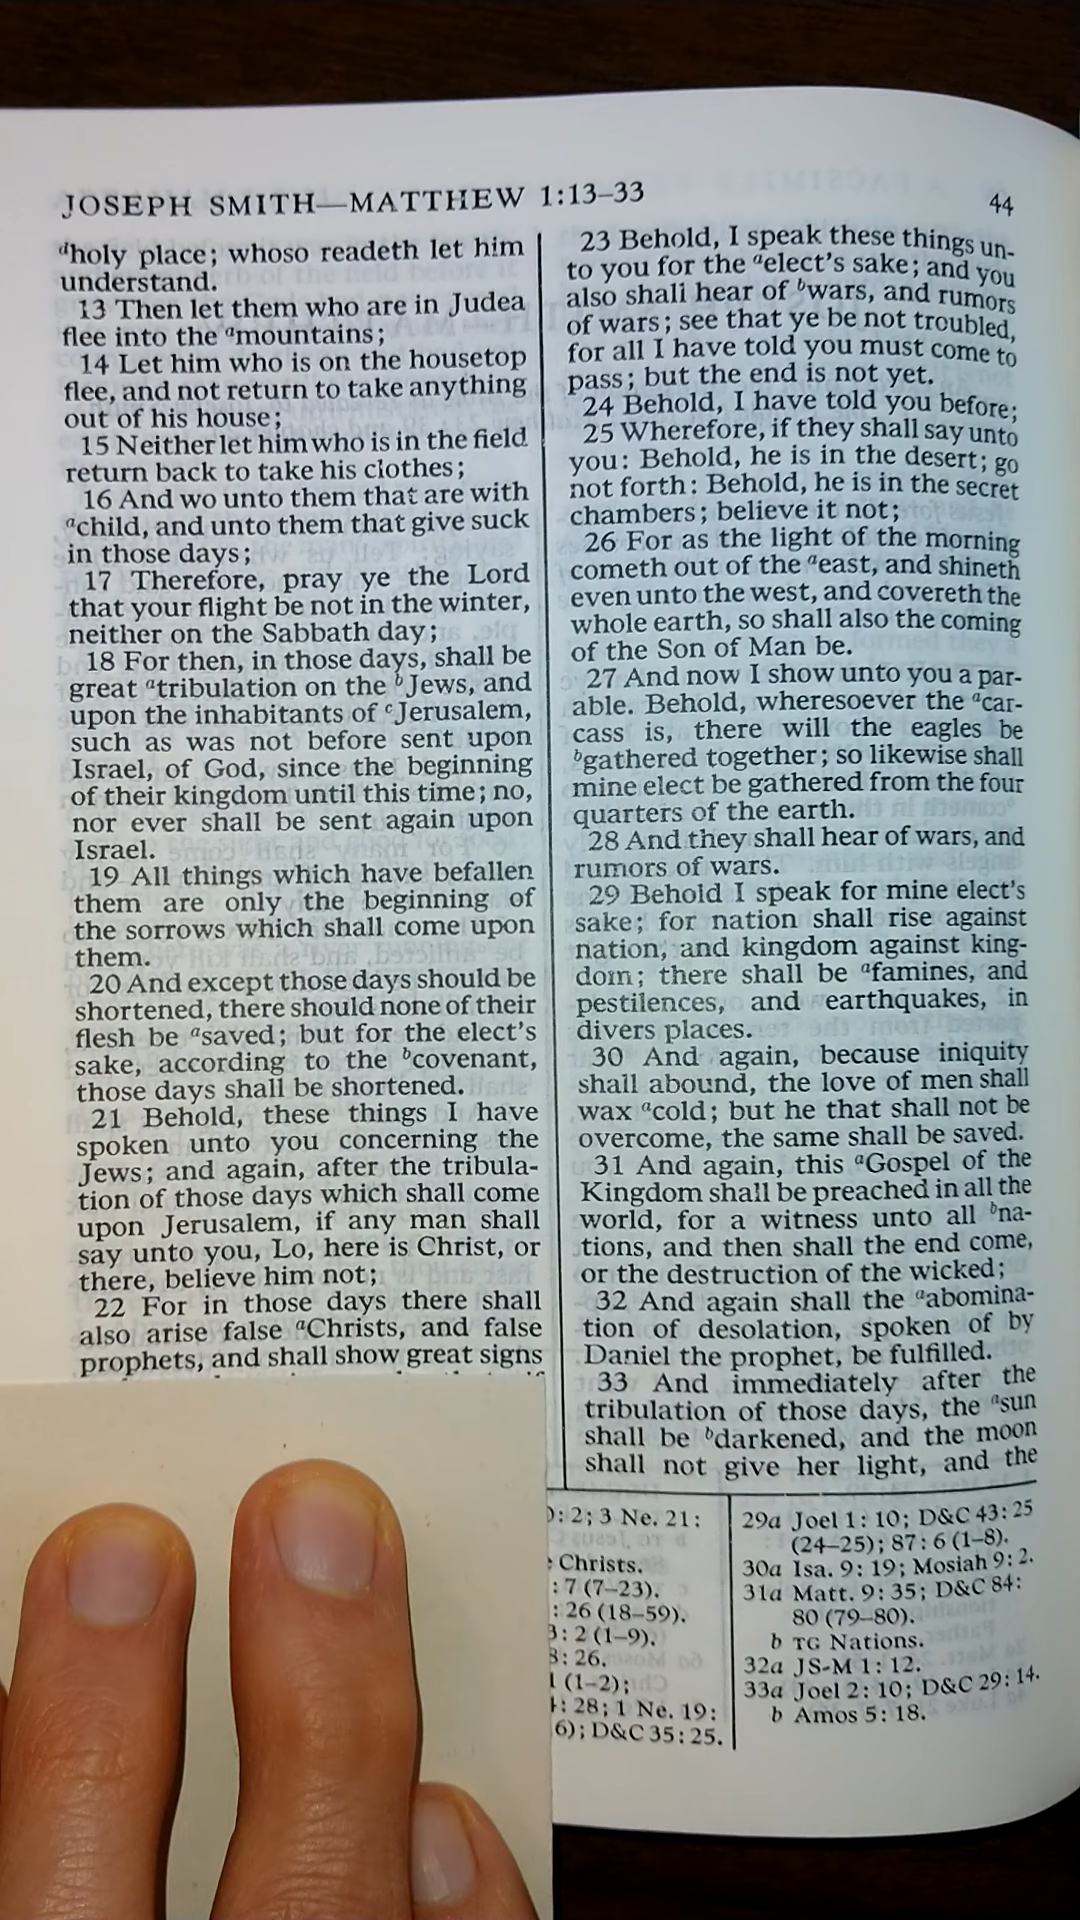 JOSEPH SMITH—MATTHEW 1:13–33
44
dholy place; whoso readeth let him
understand.
13 Then let them who are in Judea
flee into the amountains;
14 Let him who is on the housetop
flee, and not return to take anything
out of his house;
15 Neither let him who is in the field
return back to take his clothes;
16 And wo unto them that are with
achild, and unto them that give suck
in those days;
17 Therefore, pray ye the Lord
that your flight be not in the winter,
neither on the Sabbath day;
18 For then, in those days, shall be
great atribulation on the bJews, and
upon the inhabitants of cJerusalem,
such as was not before sent upon
Israel, of God, since the beginning
of their kingdom until this time; no,
nor ever shall be sent again upon
Israel.
19 All things which have befallen
them are only the beginning of
the sorrows which shall come upon
them.
20 And except those days should be
shortened, there should none of their
flesh be asaved; but for the elect's
sake, according to the bcovenant,
those days shall be shortened.
21 Behold, these things I have
spoken unto you concerning the
Jews; and again, after the tribula-
tion of those days which shall come
upon Jerusalem, if any man shall
say unto you, Lo, here is Christ, or
there, believe him not;
22 For in those days there shall
also arise false aChrists, and false
prophets, and shall show great signs
23 Behold, I speak these things un-
to you for the aelect's sake; and you
also shall hear of bwars, and rumors
of wars; see that ye be not troubled,
for all I have told you must come to
pass; but the end is not yet.
24 Behold, I have told you before;
25 Wherefore, if they shall say unto
you: Behold, he is in the desert; go
not forth: Behold, he is in the secret
chambers; believe it not;
26 For as the light of the morning
cometh out of the aeast, and shineth
even unto the west, and covereth the
whole earth, so shall also the coming
of the Son of Man be.
27 And now I show unto you a par-
able. Behold, wheresoever the acar-
cass is, there will the eagles be
bgathered together; so likewise shall
mine elect be gathered from the four
quarters of the earth.
28 And they shall hear of wars, and
rumors of wars.
29 Behold I speak for mine elect's
sake; for nation shall rise against
nation, and kingdom against king-
dom; there shall be afamines, and
pestilences, and earthquakes, in
divers places.
30 And again, because iniquity
shall abound, the love of men shall
wax acold; but he that shall not be
overcome, the same shall be saved.
31 And again, this aGospel of the
Kingdom shall be preached in all the
world, for a witness unto all bna-
tions, and then shall the end come,
or the destruction of the wicked;
32 And again shall the aabomina-
tion of desolation, spoken of by
Daniel the prophet, be fulfilled.
33 And immediately after the
tribulation of those days, the asun
shall be bdarkened, and the moon
shall not give her light, and the
: 2; 3 Ne. 21:
Christs.
: 7 (7–23).
: 26 (18–59).
: 2 (1–9).
: 26.
(1–2);
: 28; 1 Ne. 19:
6); D&C 35: 25.
29a Joel 1: 10; D&C 43: 25
(24–25); 87: 6 (1–8).
30a Isa. 9: 19; Mosiah 9: 2.
31a Matt. 9: 35; D&C 84:
80 (79–80).
b TG Nations.
32a JS-M 1: 12.
33a Joel 2: 10; D&C 29: 14.
b Amos 5: 18.